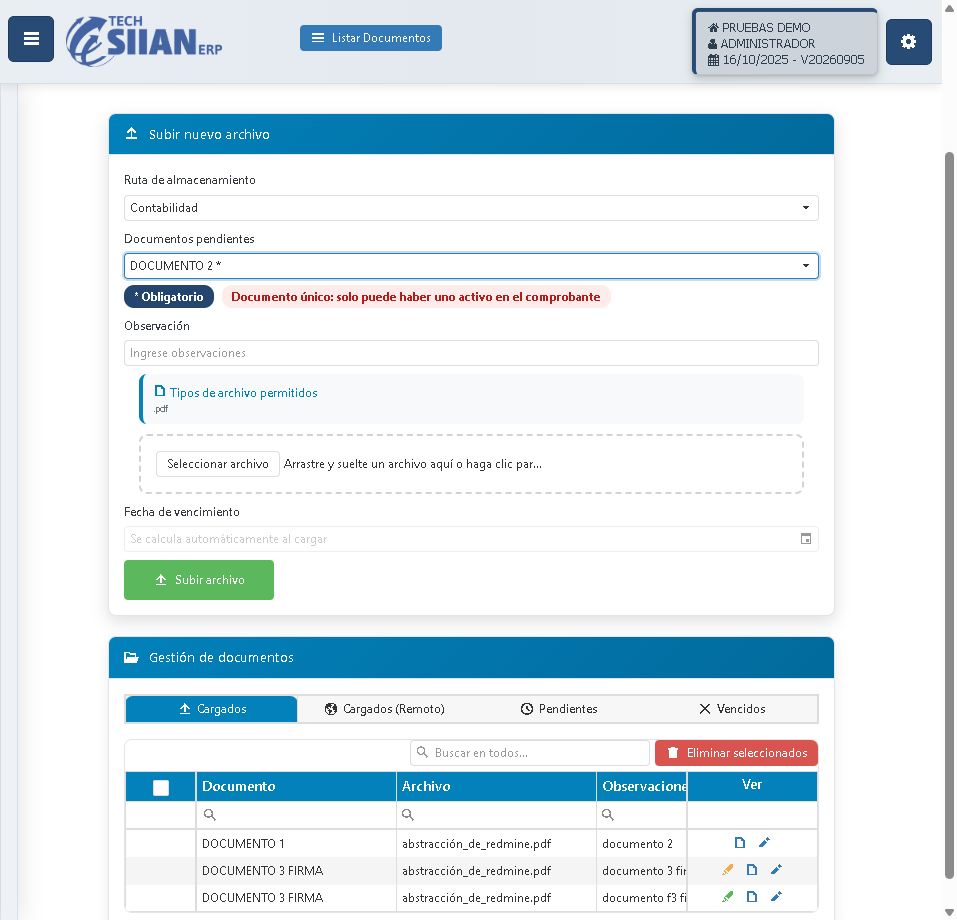 TECH
SIIAN ERP
Listar Documentos
PRUEBAS DEMO
ADMINISTRADOR
16/10/2025 - V20260905
Subir nuevo archivo
Ruta de almacenamiento
Contabilidad
Documentos pendientes
DOCUMENTO 2 *
* Obligatorio
Documento único: solo puede haber uno activo en el comprobante
Observación
Ingrese observaciones
Tipos de archivo permitidos
.pdf
Seleccionar archivo Arrastre y suelte un archivo aquí o haga clic par...
Fecha de vencimiento
Se calcula automáticamente al cargar
Subir archivo
Gestión de documentos
Cargados Cargados (Remoto) Pendientes Vencidos
Buscar en todos... Eliminar seleccionados
Documento Archivo Observacione Ver
DOCUMENTO 1 abstracción_de_redmine.pdf documento 2
DOCUMENTO 3 FIRMA abstracción_de_redmine.pdf documento 3 fir
DOCUMENTO 3 FIRMA abstracción_de_redmine.pdf documento f3 fi